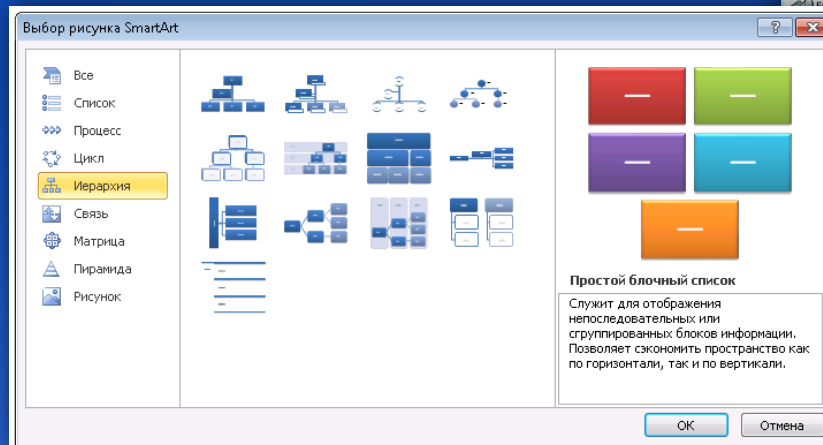 Выбор рисунка SmartArt
Все
Список
Процесс
Цикл
Иерархия
Связь
Матрица
Пирамида
Рисунок
Простой блочный список
Служит для отображения
непоследовательных или
сгруппированных блоков информации.
Позволяет сэкономить пространство как
по горизонтали, так и по вертикали.
ОК
Отмена